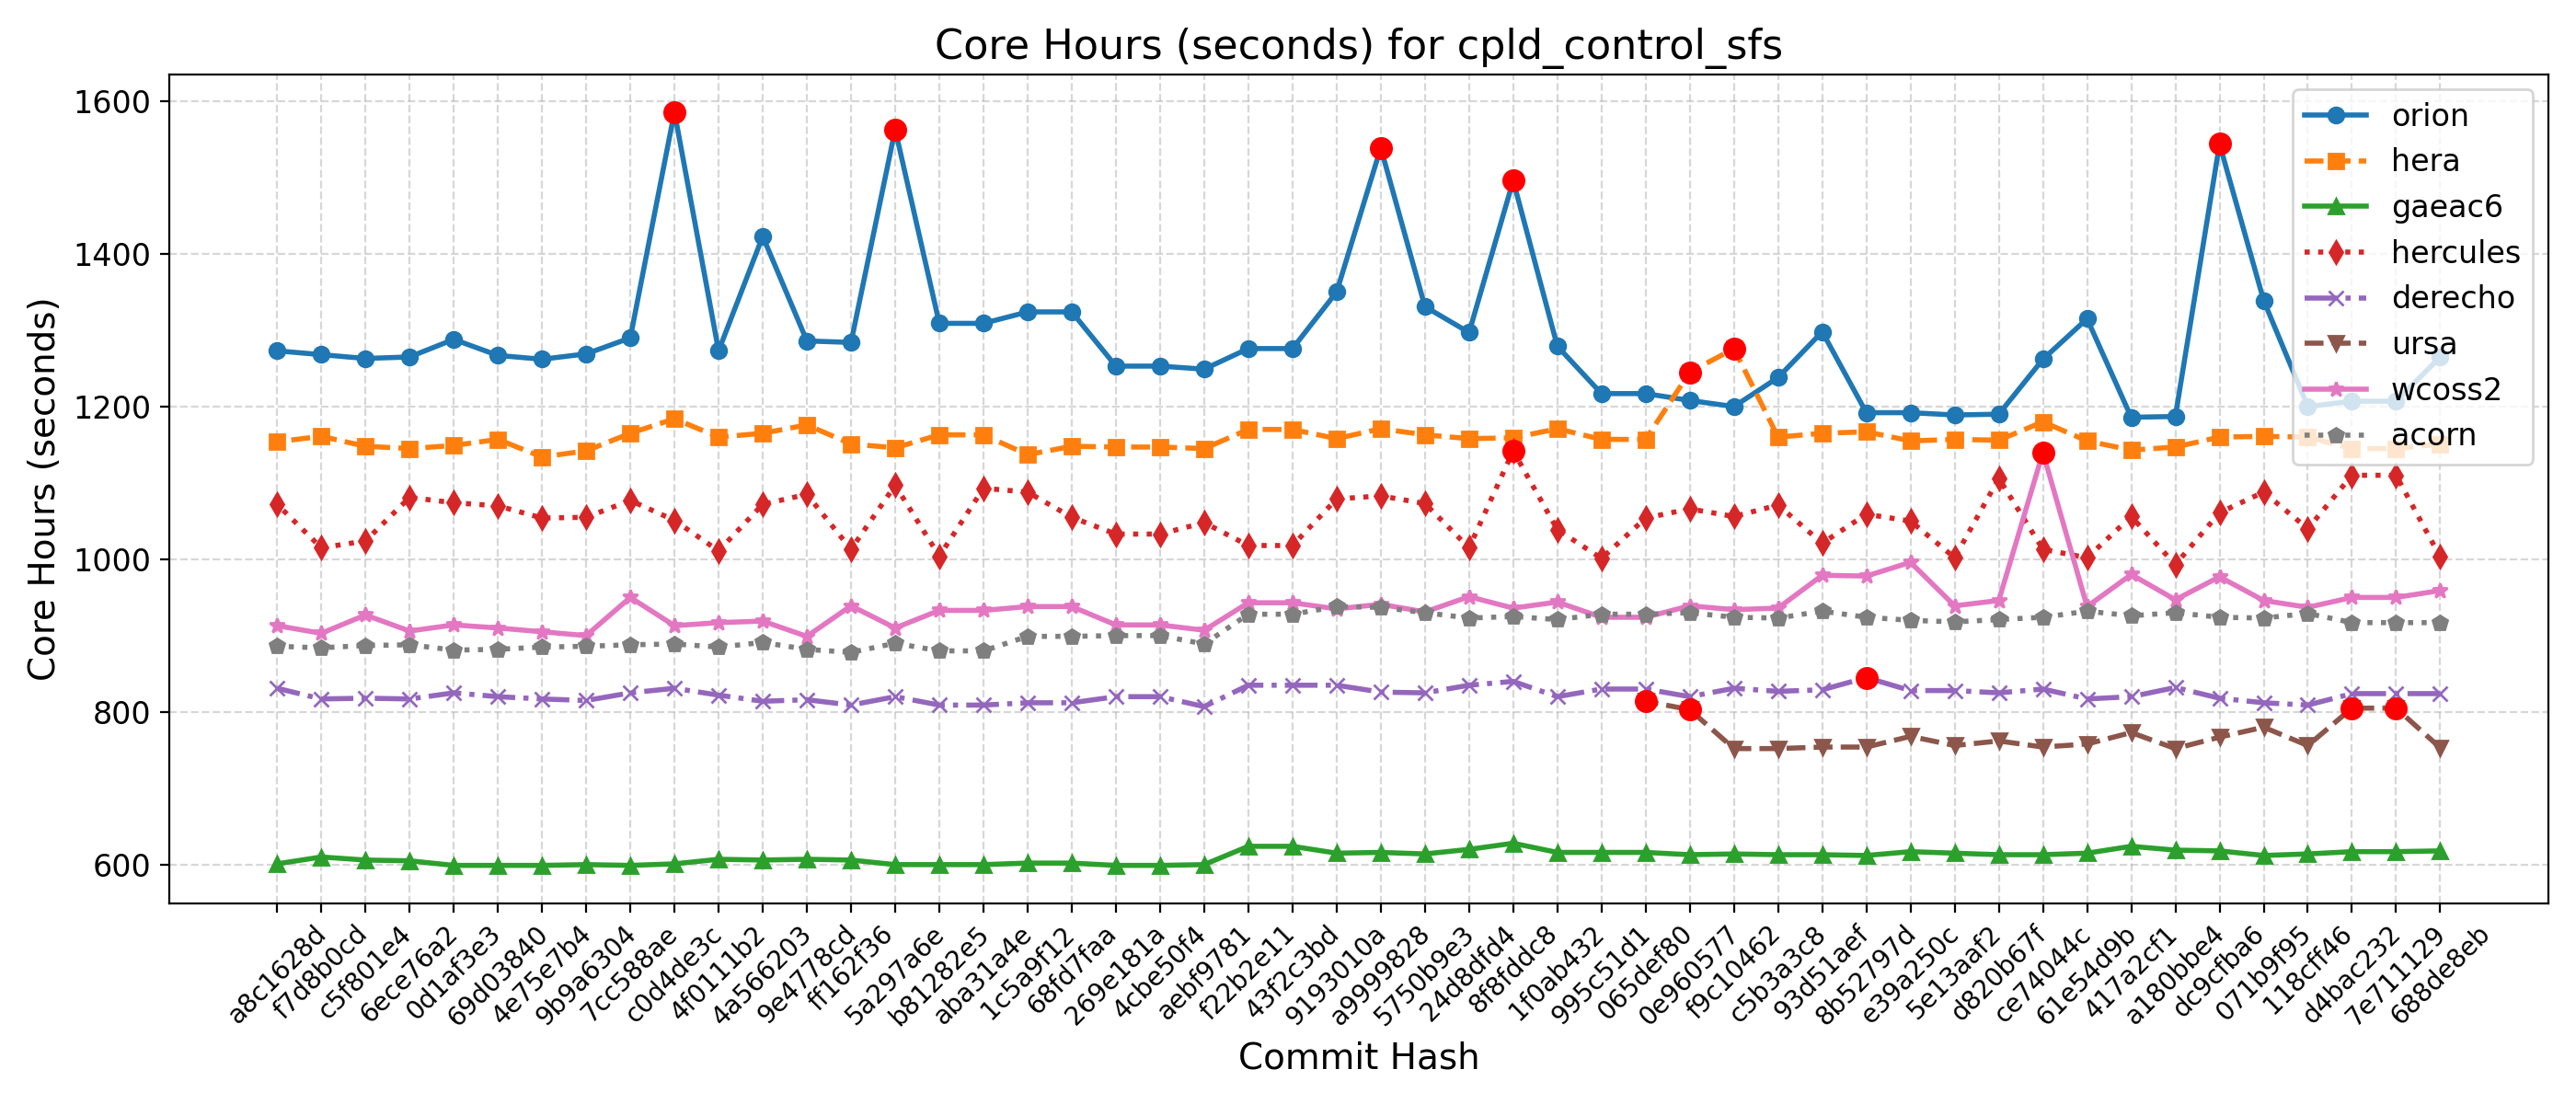 Core Hours (seconds) for cpld_control_sfs
Core Hours (seconds)
1600
1400
1200
1000
800
600
orion
hera
gaeac6
hercules
derecho
ursa
wcoss2
acorn
a8c1628d
f7d8b0cd
c5f801e4
6ece76a2
0d1af3e3
69d03840
4e75e7b4
9b9a6304
7cc588ae
c0d4de3c
4f0111b2
4a566203
9e4778cd
ff162f36
5a297a6e
b81282e5
aba31a4e
1c5a9f12
68fd7faa
269e181a
4cbe50f4
aebf9781
f22b2e11
43f2c3bd
9193010a
a9999828
5750b9e3
24d8dfd4
8f8fddc8
1f0ab432
995c51d1
065def80
0e960577
f9c10462
c5b3a3c8
93d51aef
8b52797d
e39a250c
5e13aaf2
d820b67f
ce74044c
61e54d9b
417a2cf1
a180bbe4
dc9cfba6
071b9f95
118cff46
d4bac232
7e711129
688de8eb
Commit Hash